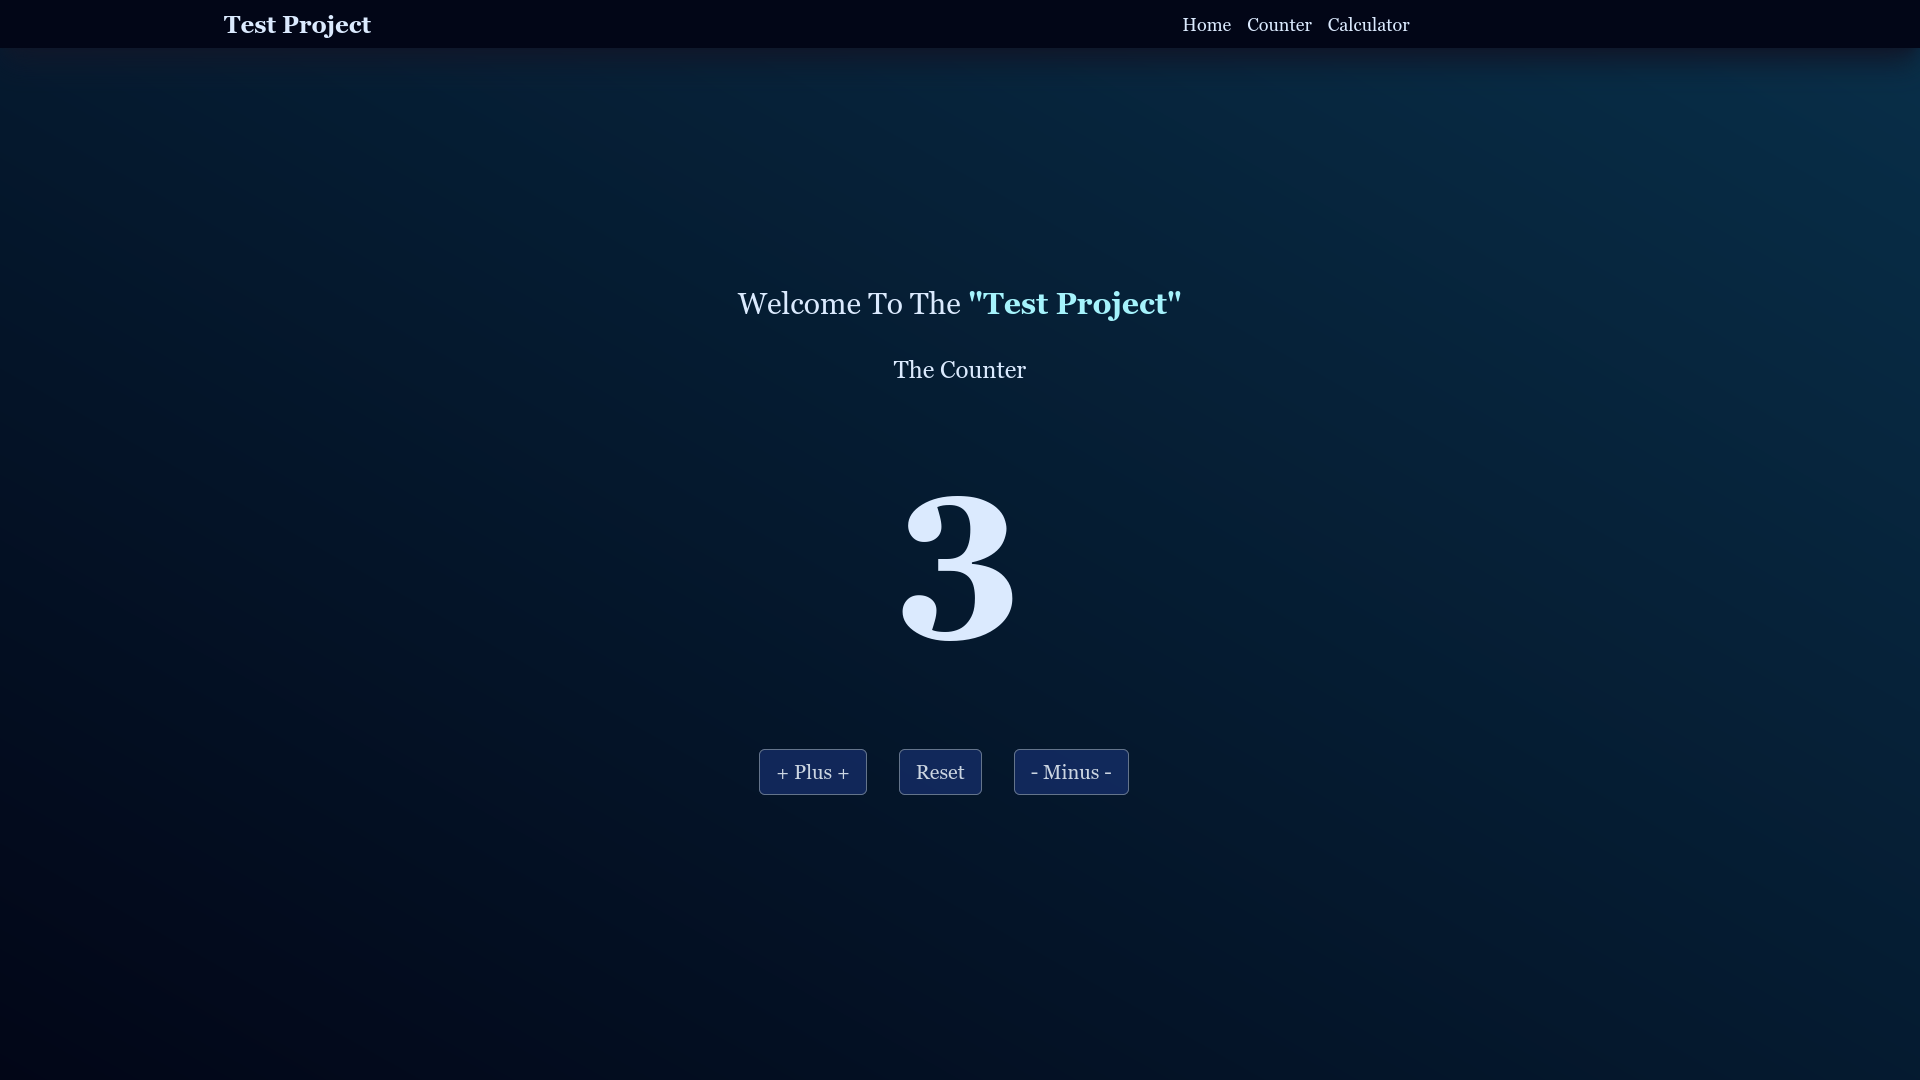 Test Project
Home Counter Calculator
Welcome To The "Test Project"
The Counter
3
+ Plus +
Reset
- Minus -